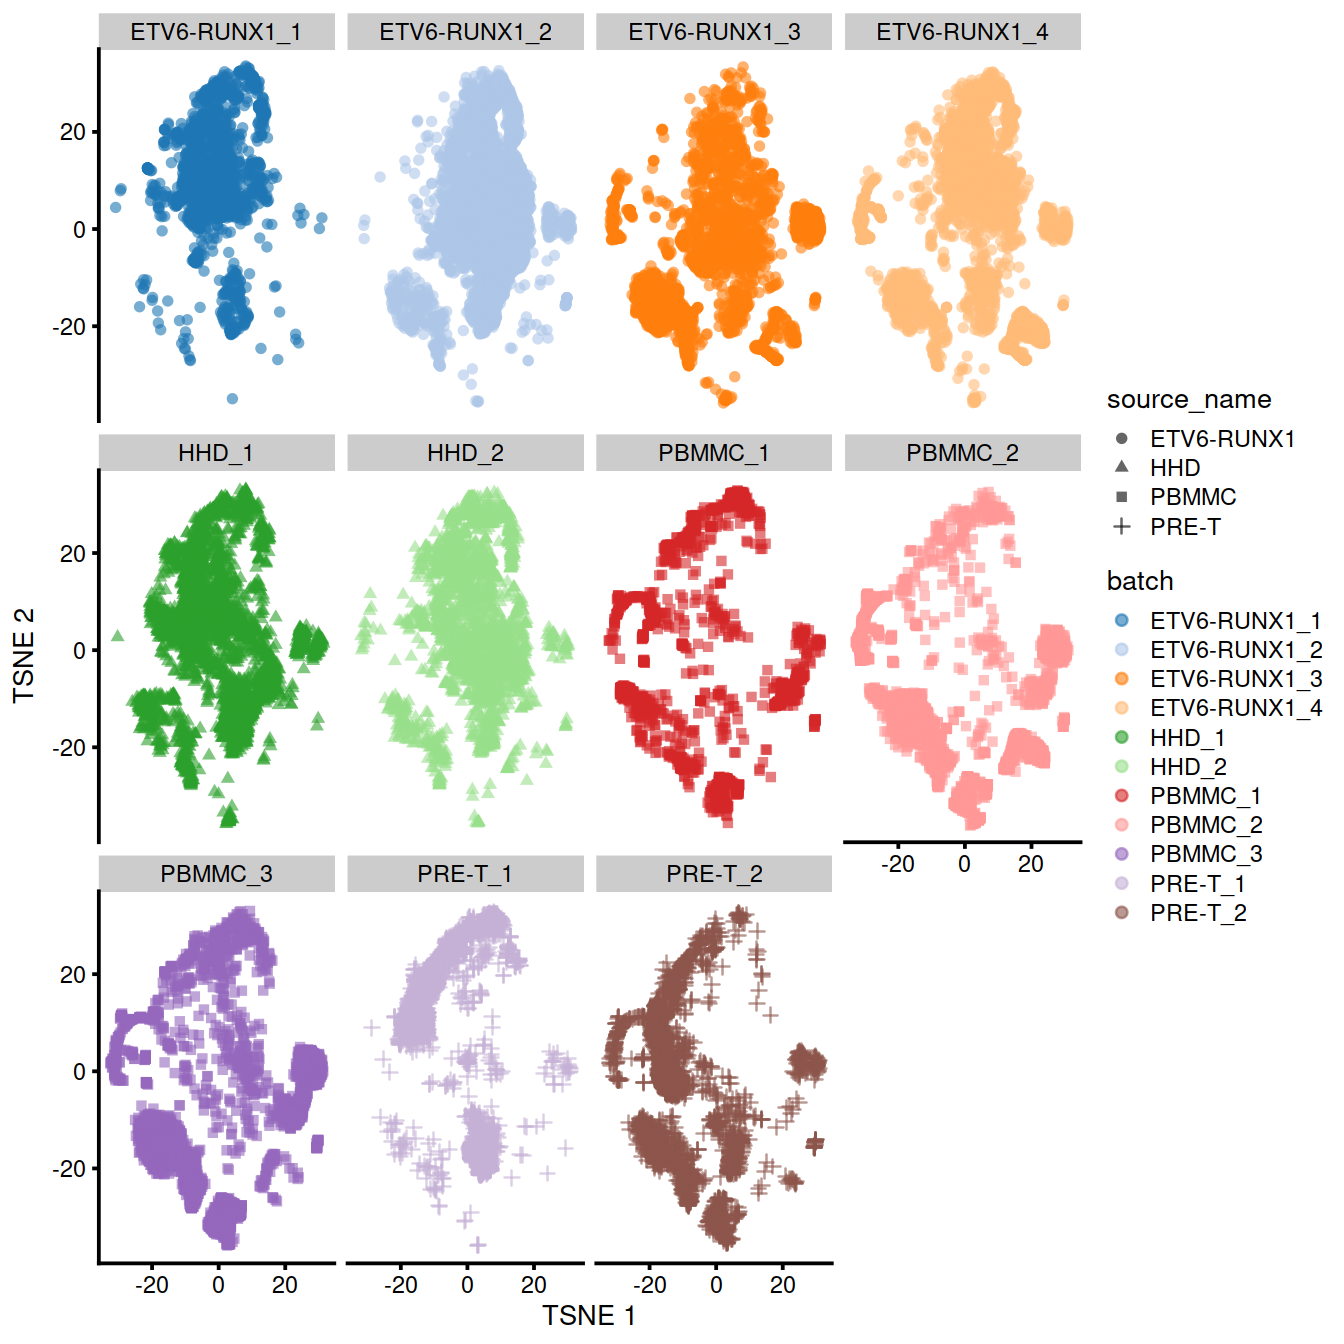 ETV6-RUNX1_1
ETV6-RUNX1_2
ETV6-RUNX1_3
ETV6-RUNX1_4
20
0
-20
HHD_1
HHD_2
PBMMC_1
PBMMC_2
20
0
-20
-20 0 20
PBMMC_3
PRE-T_1
PRE-T_2
20
0
-20
-20 0 20
-20 0 20
-20 0 20
TSNE 1
TSNE 2
source_name
ETV6-RUNX1
HHD
PBMMC
PRE-T
batch
ETV6-RUNX1_1
ETV6-RUNX1_2
ETV6-RUNX1_3
ETV6-RUNX1_4
HHD_1
HHD_2
PBMMC_1
PBMMC_2
PBMMC_3
PRE-T_1
PRE-T_2